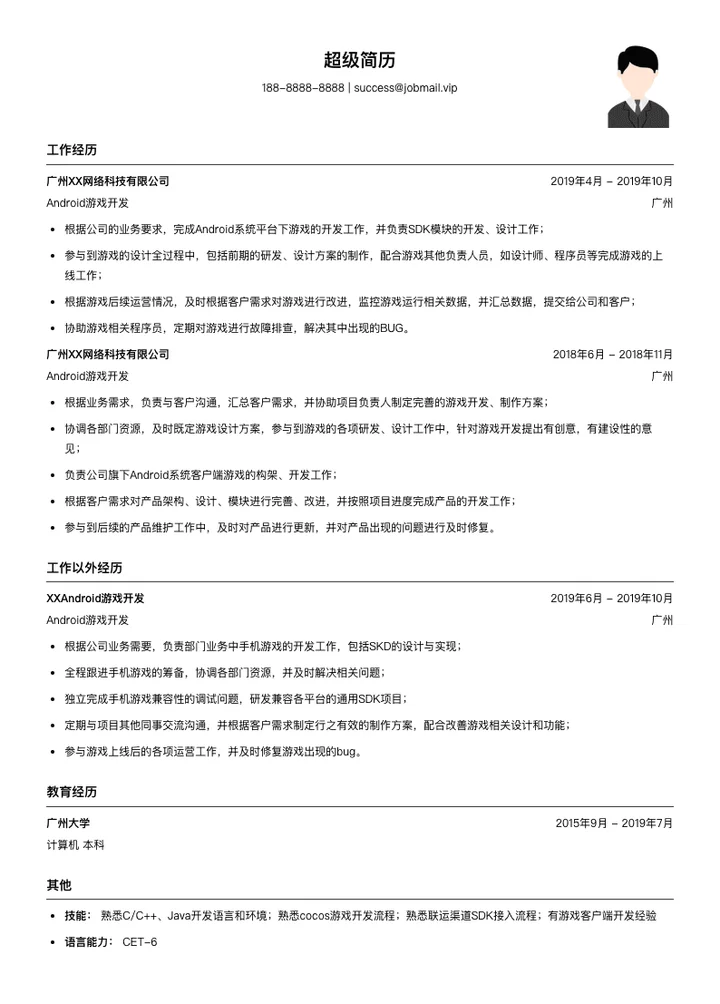 超级简历
188-8888-8888 | success@jobmail.vip
工作经历
广州XX网络科技有限公司 2019年4月 – 2019年10月
Android游戏开发 广州
• 根据公司的业务要求，完成Android系统平台下游戏的开发工作，并负责SDK模块的开发、设计工作；
• 参与到游戏的设计全过程中，包括前期的研发、设计方案的制作，配合游戏其他负责人员，如设计师、程序员等完成游戏的上
线工作；
• 根据游戏后续运营情况，及时根据客户需求对游戏进行改进，监控游戏运行相关数据，并汇总数据，提交给公司和客户；
• 协助游戏相关程序员，定期对游戏进行故障排查，解决其中出现的BUG。
广州XX网络科技有限公司 2018年6月 – 2018年11月
Android游戏开发 广州
• 根据业务需求，负责与客户沟通，汇总客户需求，并协助项目负责人制定完善的游戏开发、制作方案；
• 协调各部门资源，及时既定游戏设计方案，参与到游戏的各项研发、设计工作中，针对游戏开发提出有创意，有建设性的意
见；
• 负责公司旗下Android系统客户端游戏的构架、开发工作；
• 根据客户需求对产品架构、设计、模块进行完善、改进，并按照项目进度完成产品的开发工作；
• 参与到后续的产品维护工作中，及时对产品进行更新，并对产品出现的问题进行及时修复。
工作以外经历
XXAndroid游戏开发 2019年6月 – 2019年10月
Android游戏开发 广州
• 根据公司业务需要，负责部门业务中手机游戏的开发工作，包括SKD的设计与实现；
• 全程跟进手机游戏的筹备，协调各部门资源，并及时解决相关问题；
• 独立完成手机游戏兼容性的调试问题，研发兼容各平台的通用SDK项目；
• 定期与项目其他同事交流沟通，并根据客户需求制定行之有效的制作方案，配合改善游戏相关设计和功能；
• 参与游戏上线后的各项运营工作，并及时修复游戏出现的bug。
教育经历
广州大学 2015年9月 – 2019年7月
计算机 本科
其他
• 技能： 熟悉C/C++、Java开发语言和环境；熟悉cocos游戏开发流程；熟悉联运渠道SDK接入流程；有游戏客户端开发经验
• 语言能力： CET-6